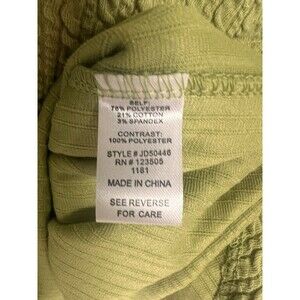 SELF:
76% POLYESTER
21% COTTON
3% SPANDEX
CONTRAST:
100% POLYESTER
STYLE # JD50446
RN # 123505
1181
MADE IN CHINA
SEE REVERSE
FOR CARE